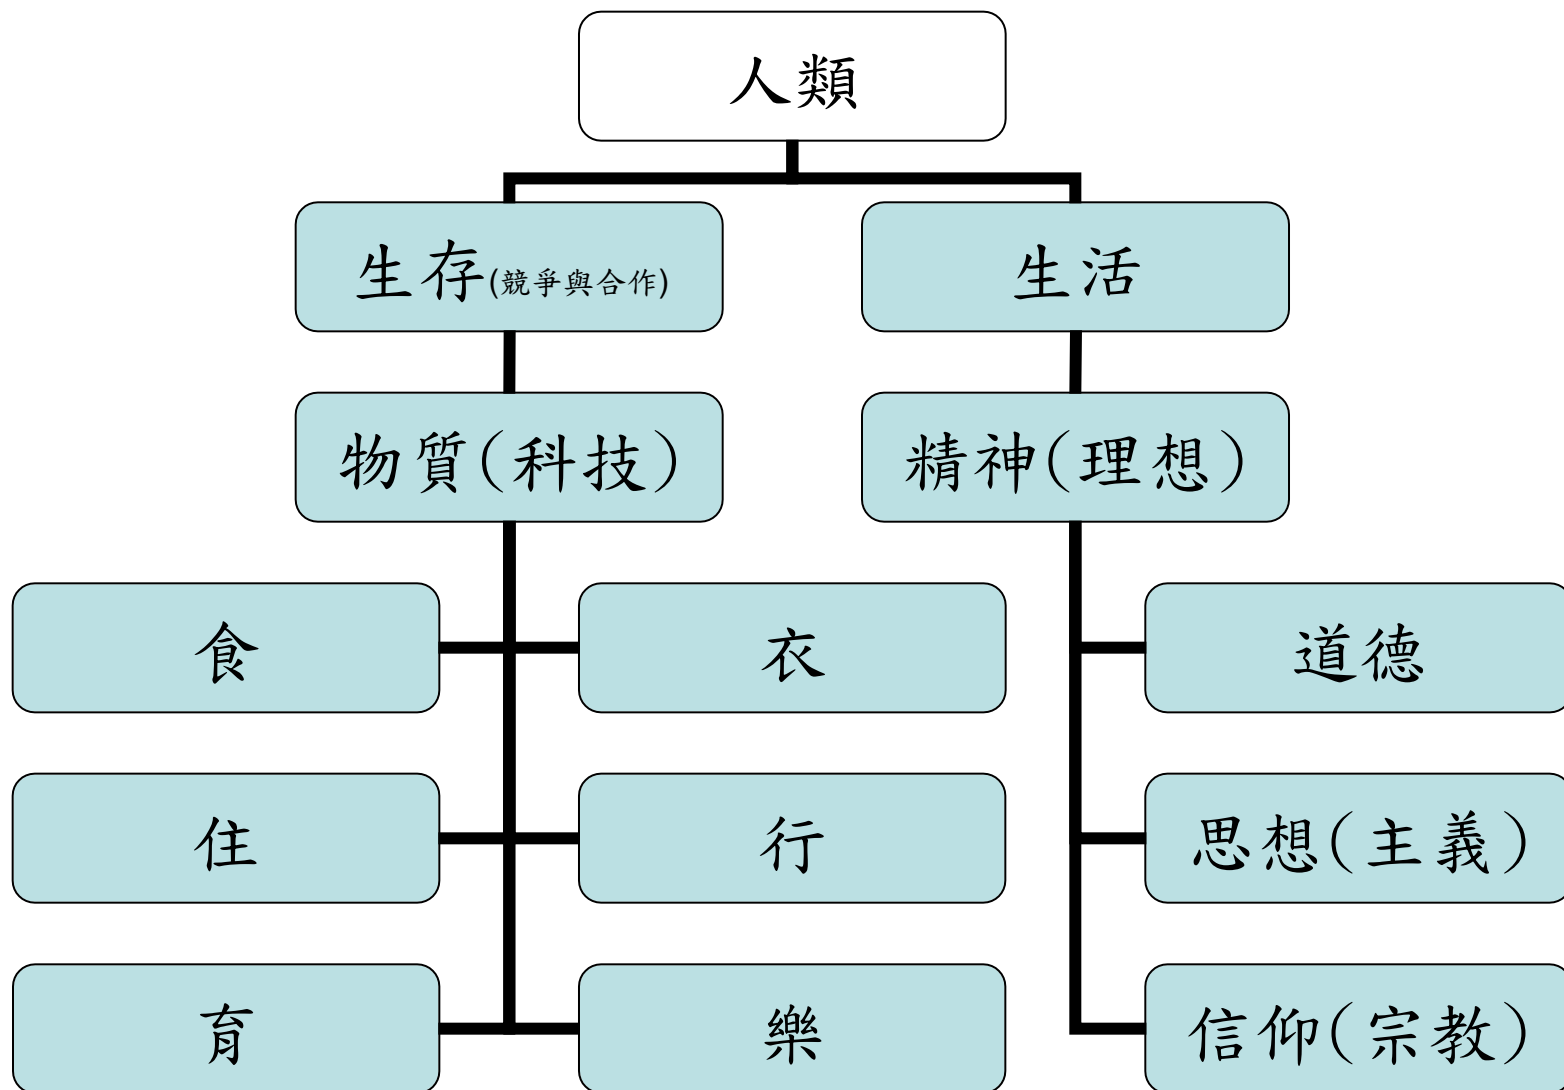 人類
生存(競爭與合作)
生活
物質(科技)
精神(理想)
食
衣
道德
住
行
思想(主義)
育
樂
信仰(宗教)